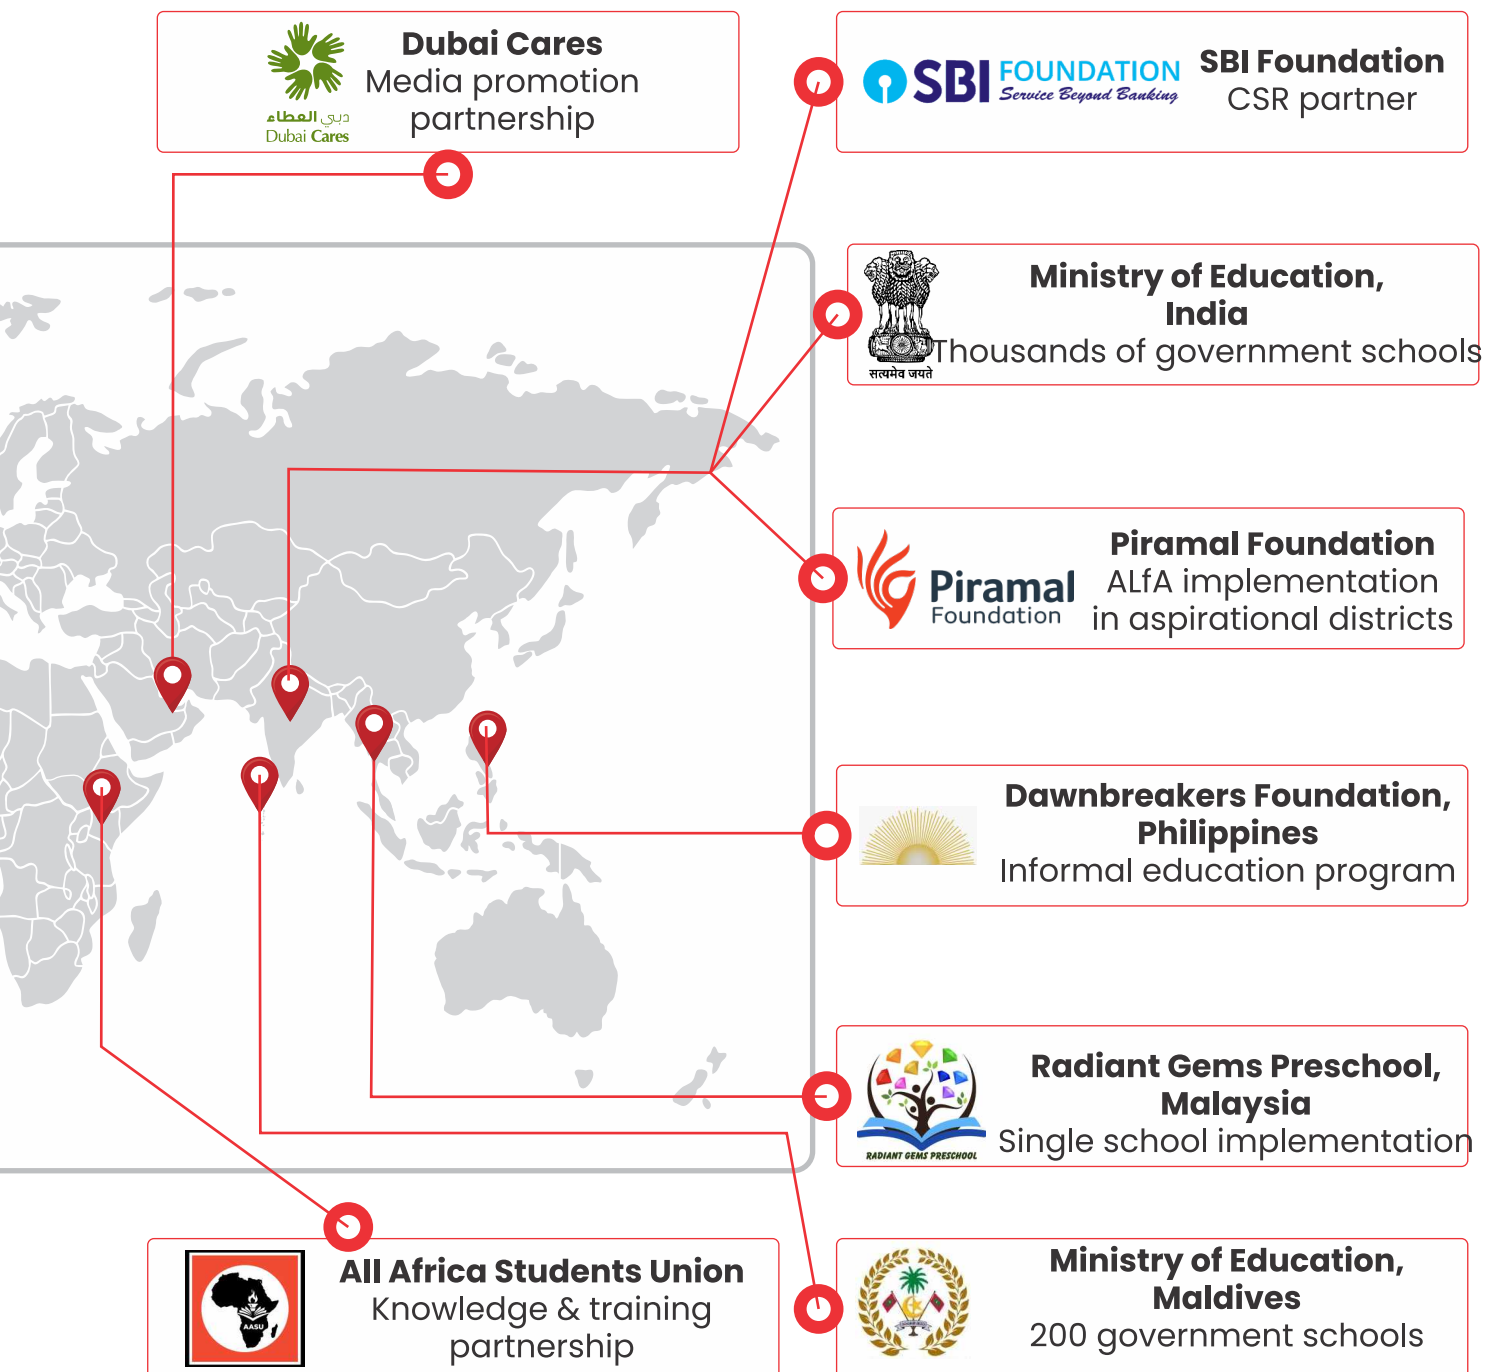 دبي العطاء
Dubai Cares
Dubai Cares
Media promotion
partnership
SBI FOUNDATION
Service Beyond Banking
SBI Foundation
CSR partner
सत्यमेव जयते
Ministry of Education,
India
Thousands of government schools
Piramal
Foundation
Piramal Foundation
ALfA implementation
in aspirational districts
Dawnbreakers Foundation,
Philippines
Informal education program
RADIANT GEMS PRESCHOOL
Radiant Gems Preschool,
Malaysia
Single school implementation
AASU
All Africa Students Union
Knowledge & training
partnership
Ministry of Education,
Maldives
200 government schools